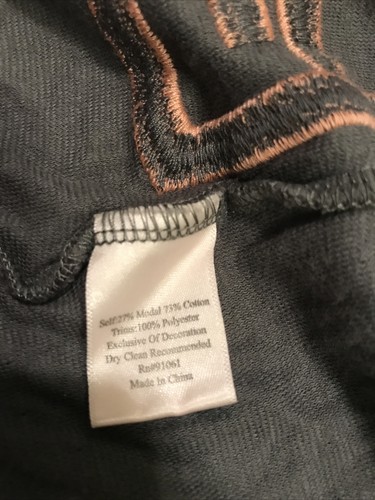 Self:27% Modal 73% Cotton
Trims:100% Polyester
Exclusive Of Decoration
Dry Clean Recommended
Rn#91061
Made In China